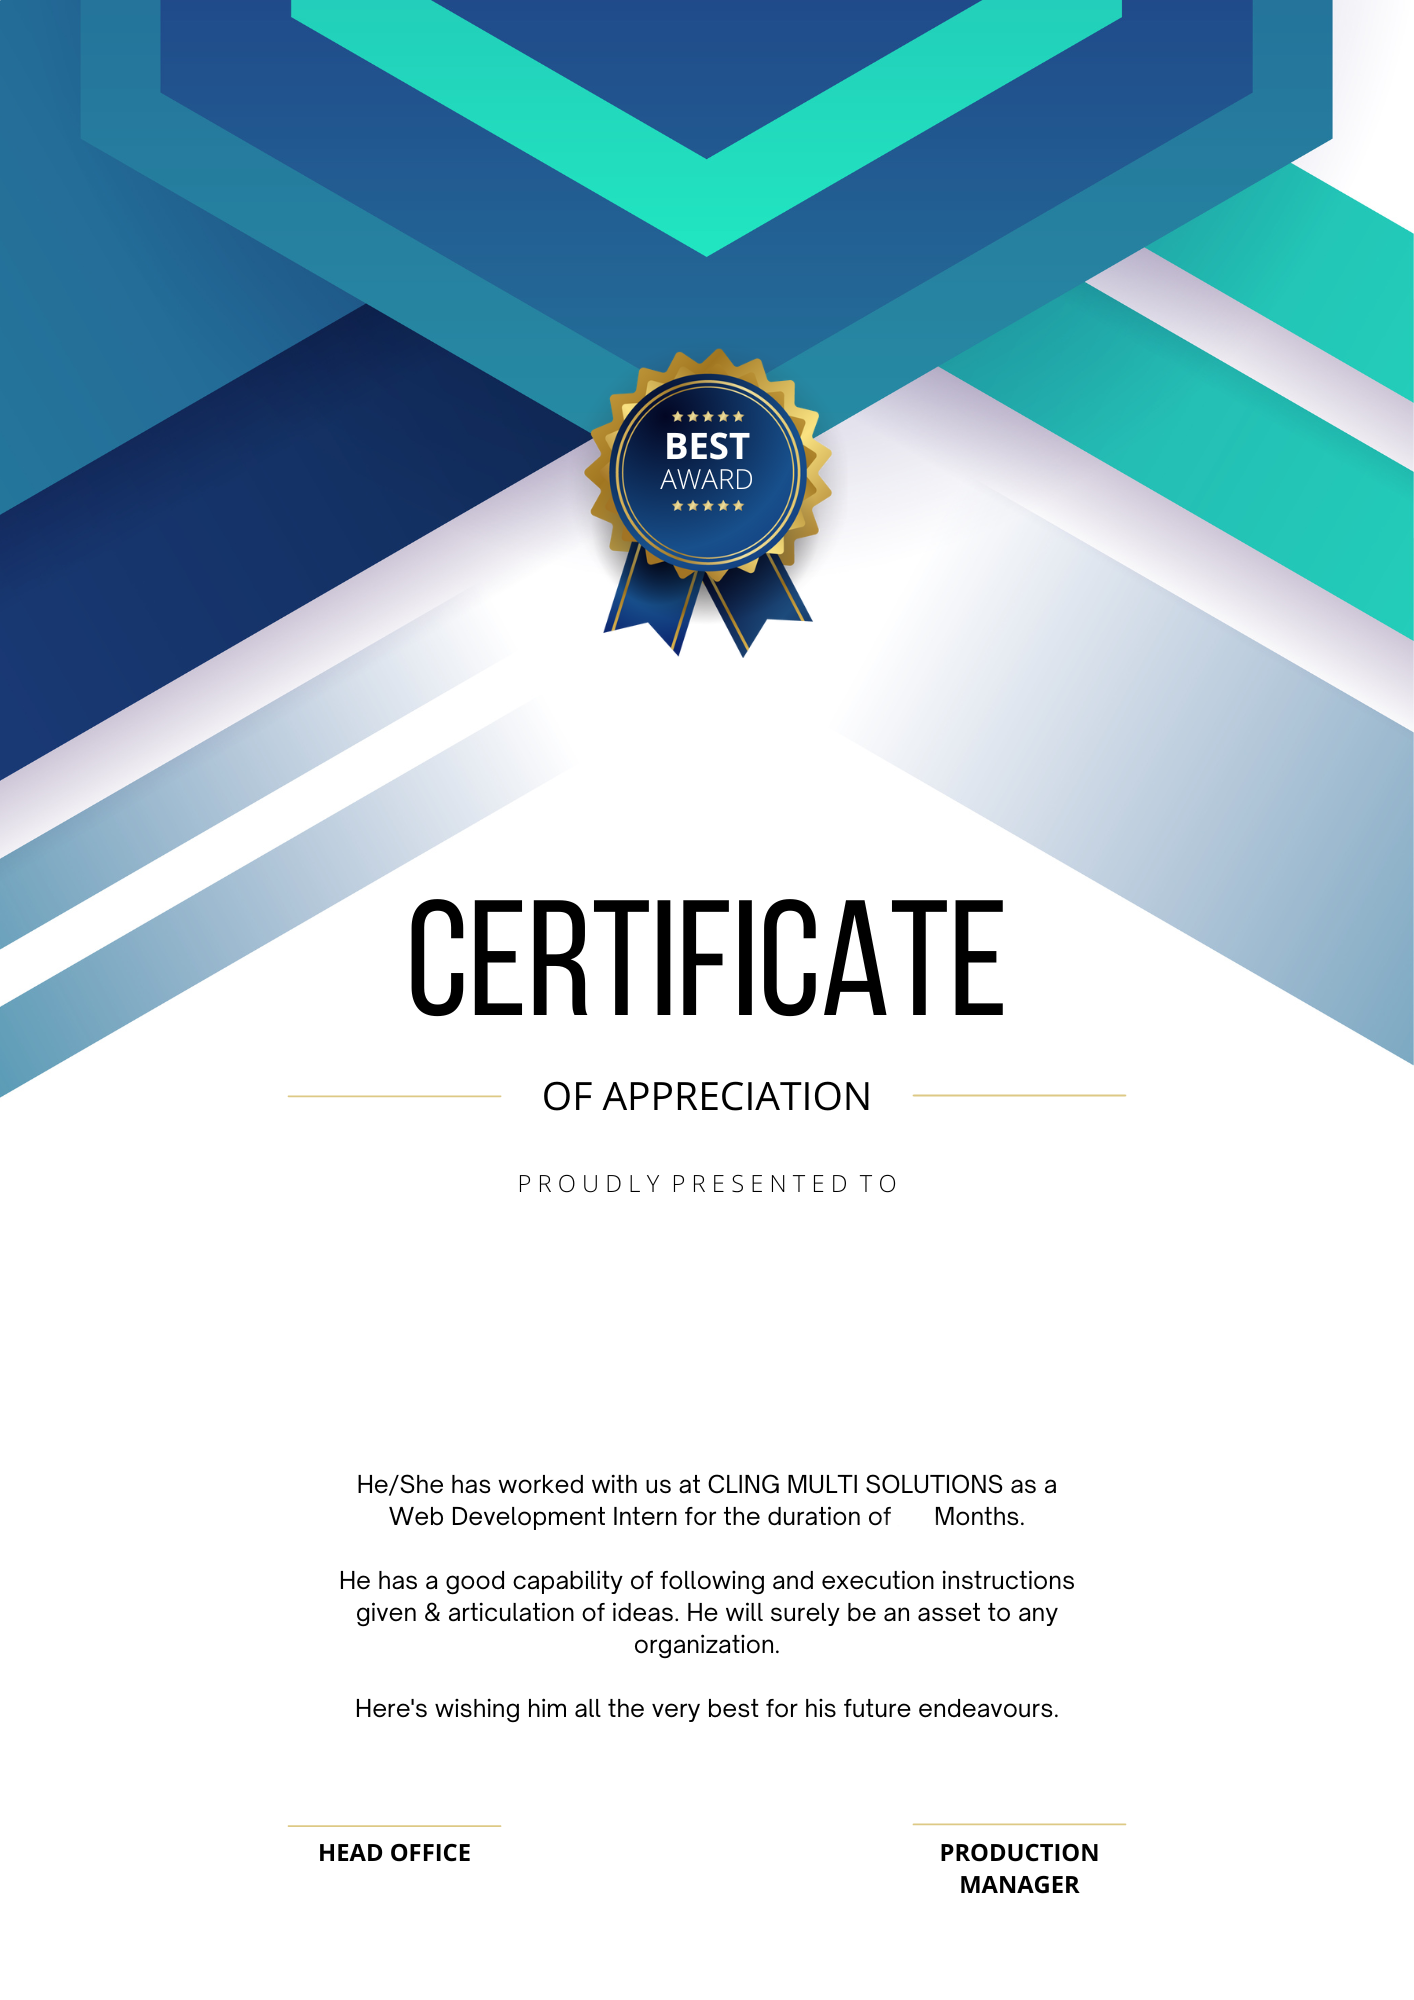 BEST
AWARD
CERTIFICATE
OF APPRECIATION
PROUDLY PRESENTED TO
He/She has worked with us at CLING MULTI SOLUTIONS as a
Web Development Intern for the duration of Months.
He has a good capability of following and execution instructions
given & articulation of ideas. He will surely be an asset to any
organization.
Here's wishing him all the very best for his future endeavours.
HEAD OFFICE
PRODUCTION
MANAGER